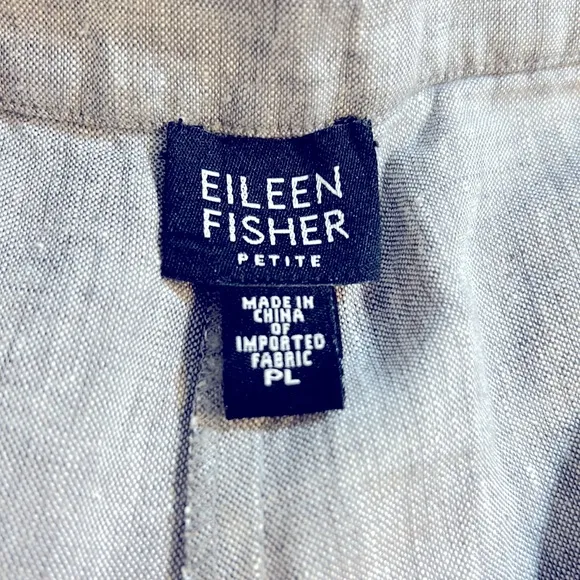 EILEEN
FISHER
PETITE
MADE IN
CHINA
OF
IMPORTED
FABRIC
PL